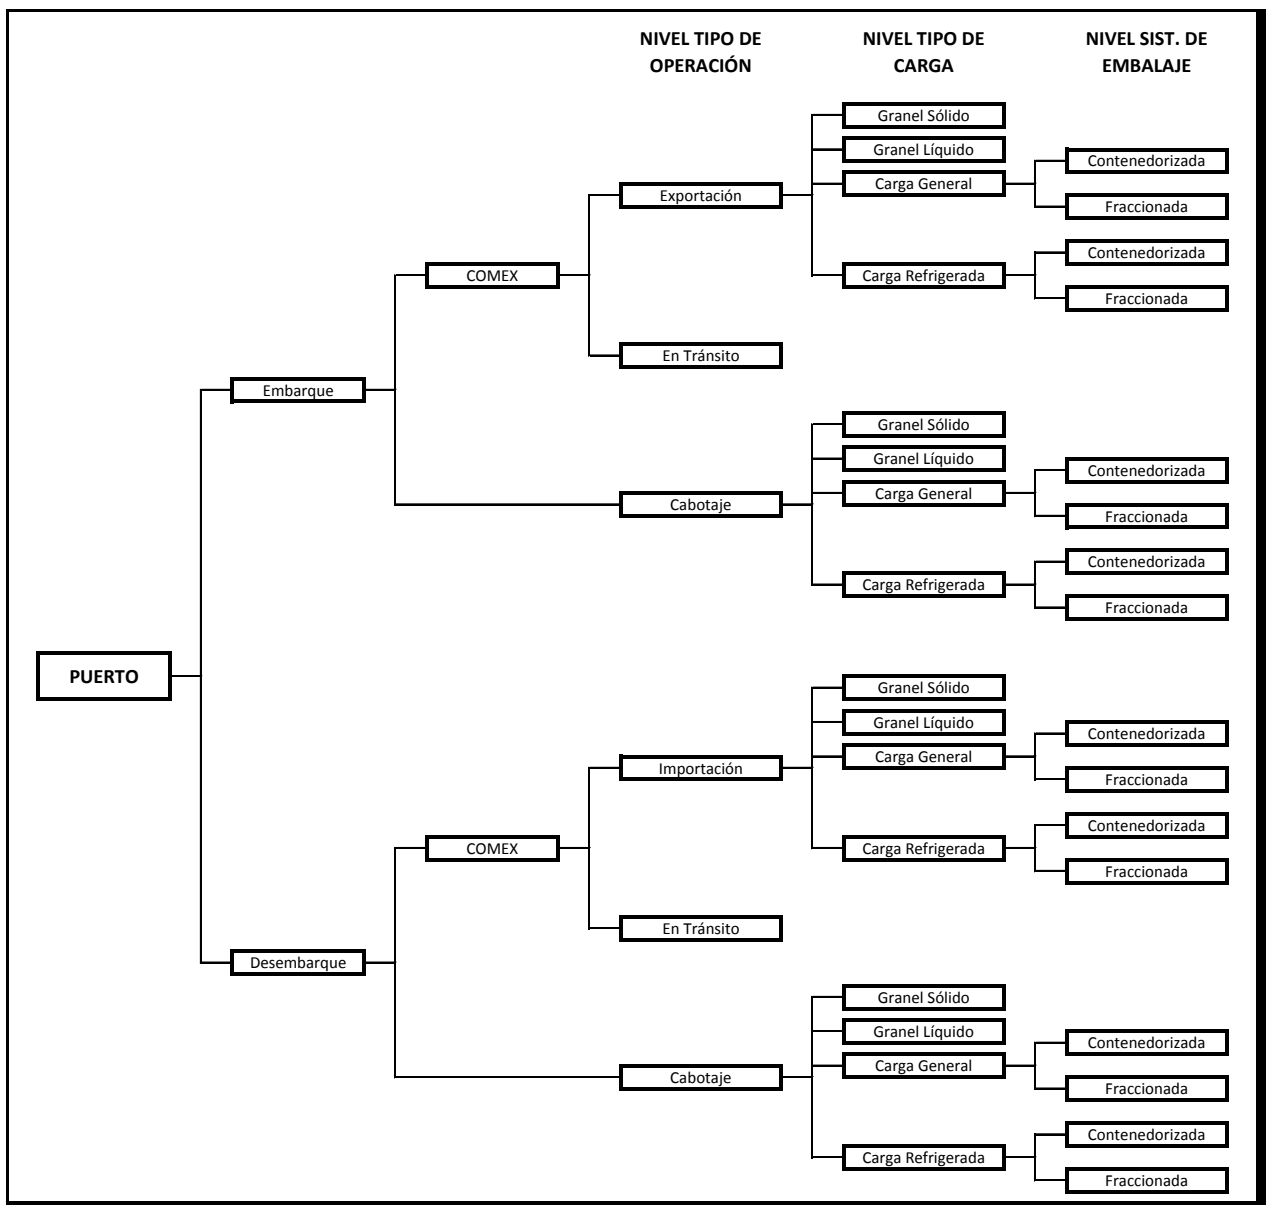 NIVEL TIPO DE
OPERACIÓN
NIVEL TIPO DE
CARGA
NIVEL SIST. DE
EMBALAJE
Granel Sólido
Granel Líquido
Contenedorizada
Carga General
Exportación
Fraccionada
Contenedorizada
COMEX
Carga Refrigerada
Fraccionada
En Tránsito
Embarque
Granel Sólido
Granel Líquido
Contenedorizada
Carga General
Cabotaje
Fraccionada
Contenedorizada
Carga Refrigerada
Fraccionada
PUERTO
Granel Sólido
Granel Líquido
Contenedorizada
Carga General
Importación
Fraccionada
Contenedorizada
COMEX
Carga Refrigerada
Fraccionada
En Tránsito
Desembarque
Granel Sólido
Granel Líquido
Contenedorizada
Carga General
Cabotaje
Fraccionada
Contenedorizada
Carga Refrigerada
Fraccionada